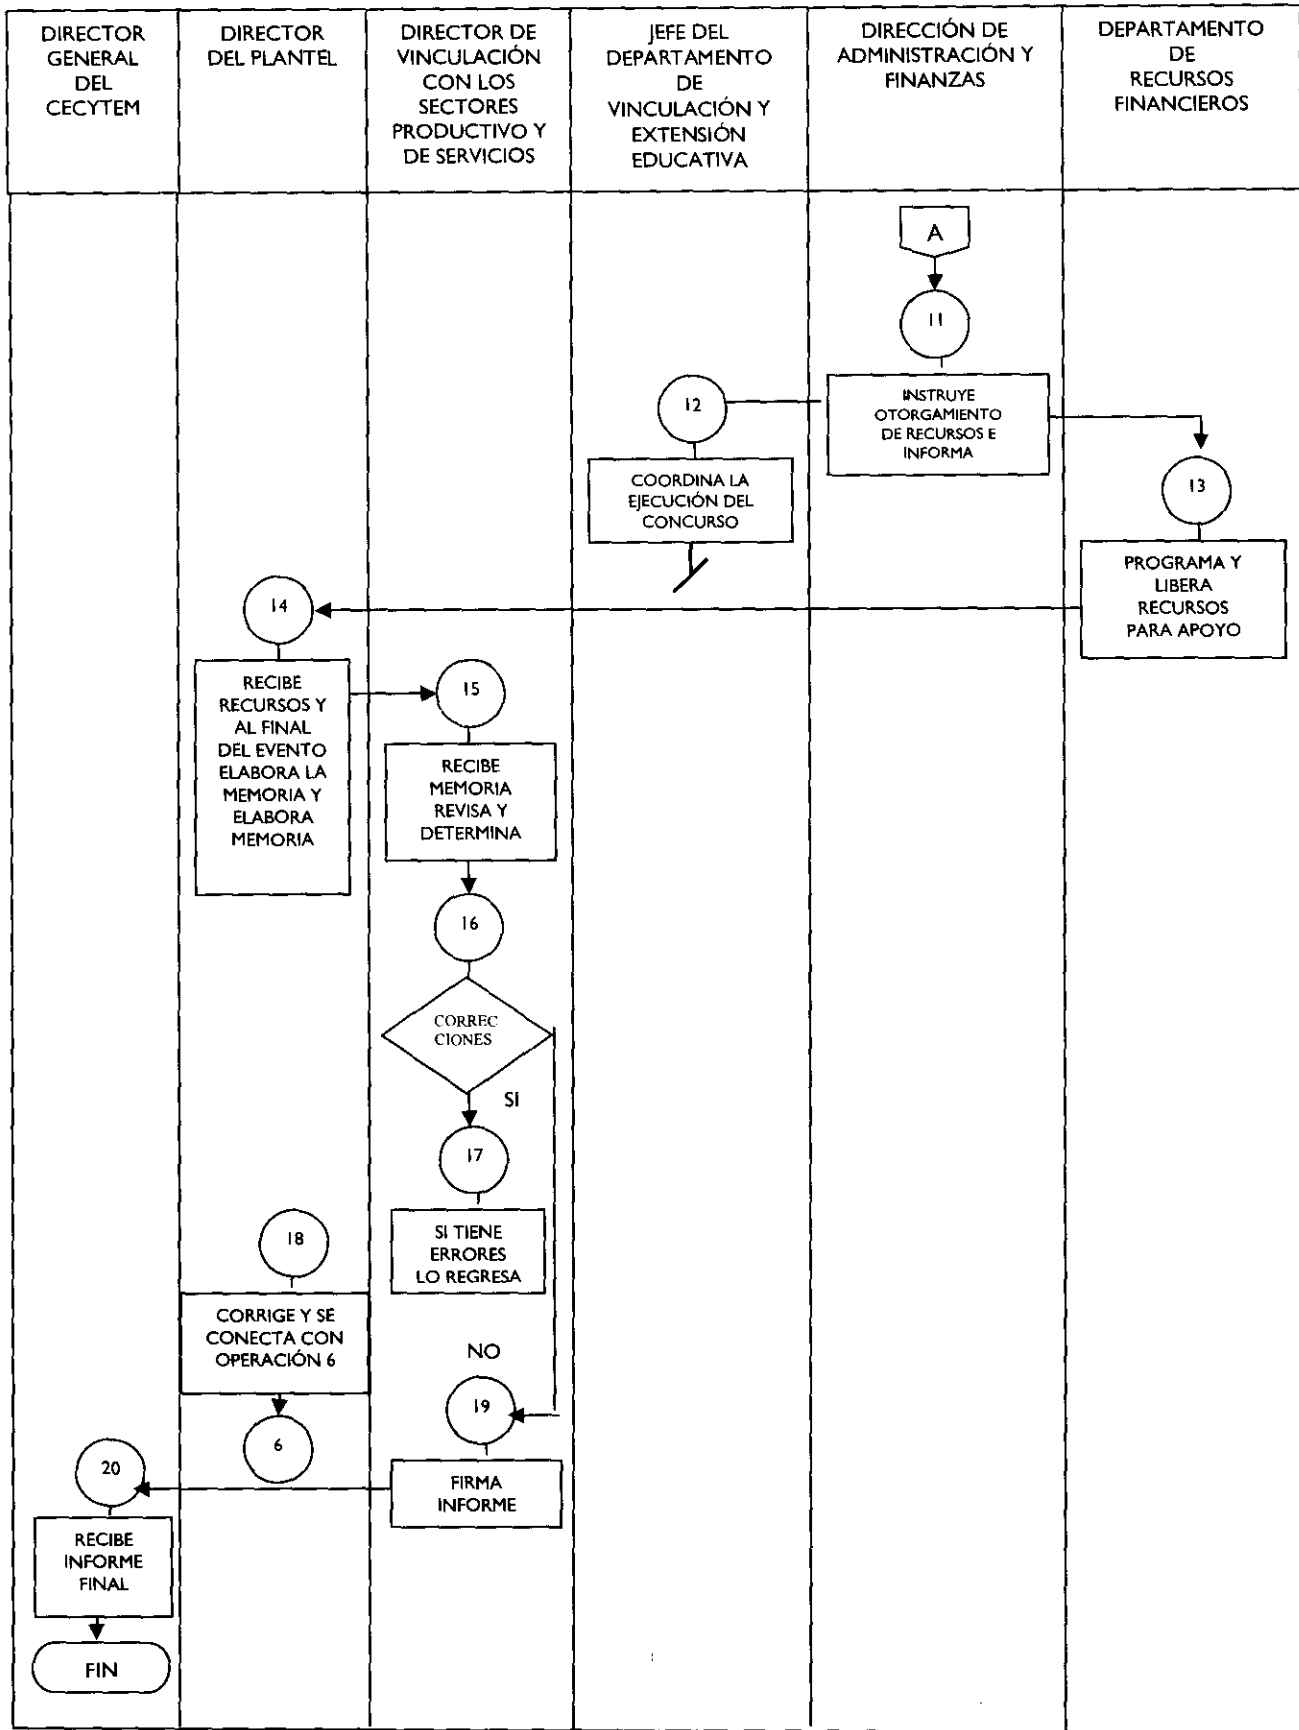 DIRECTOR
GENERAL
DEL
CECYTEM
DIRECTOR
DEL PLANTEL
DIRECTOR DE
VINCULACIÓN
CON LOS
SECTORES
PRODUCTIVO Y
DE SERVICIOS
JEFE DEL
DEPARTAMENTO
DE
VINCULACIÓN Y
EXTENSIÓN
EDUCATIVA
DIRECCIÓN DE
ADMINISTRACIÓN Y
FINANZAS
DEPARTAMENTO
DE
RECURSOS
FINANCIEROS
A
11
INSTRUYE
OTORGAMIENTO
DE RECURSOS E
INFORMA
12
COORDINA LA
EJECUCIÓN DEL
CONCURSO
13
PROGRAMA Y
LIBERA
RECURSOS
PARA APOYO
14
RECIBE
RECURSOS Y
AL FINAL
DEL EVENTO
ELABORA LA
MEMORIA Y
ELABORA
MEMORIA
15
RECIBE
MEMORIA
REVISA Y
DETERMINA
16
CORREC
CIONES
SI
17
SI TIENE
ERRORES
LO REGRESA
18
CORRIGE Y SE
CONECTA CON
OPERACIÓN 6
6
NO
19
FIRMA
INFORME
20
RECIBE
INFORME
FINAL
FIN